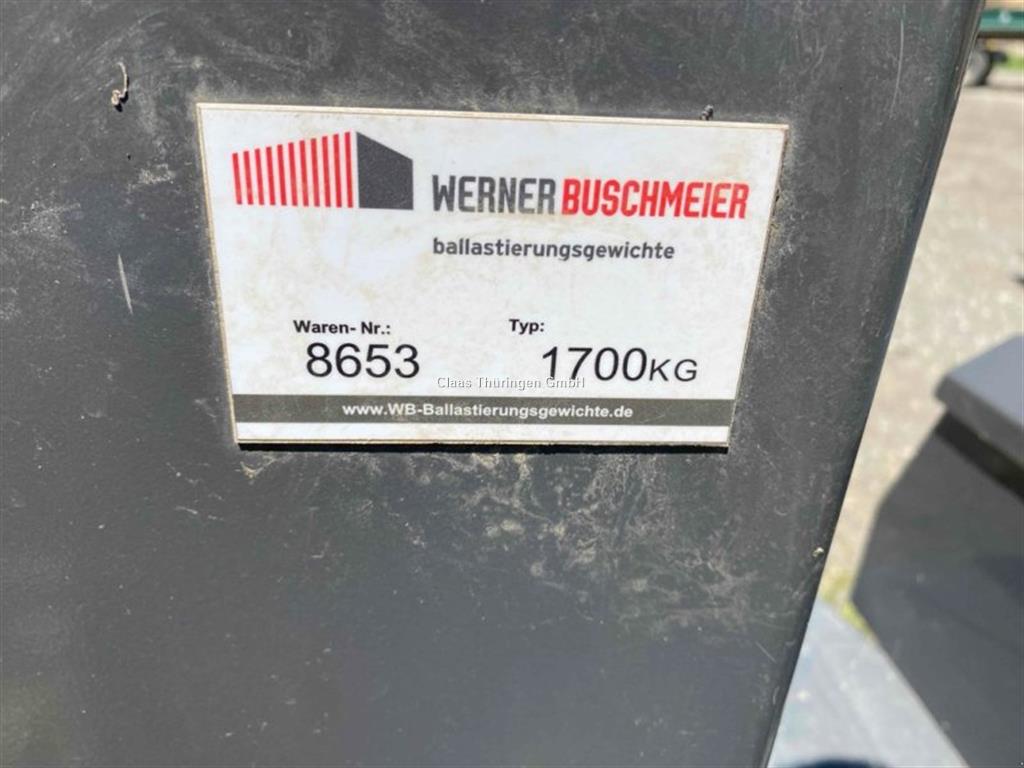 WERNER BUSCHMEIER
ballastierungsgewichte
Waren- Nr.: Typ:
8653 1700KG
Claas Thüringen GmbH
www.WB-Ballastierungsgewichte.de